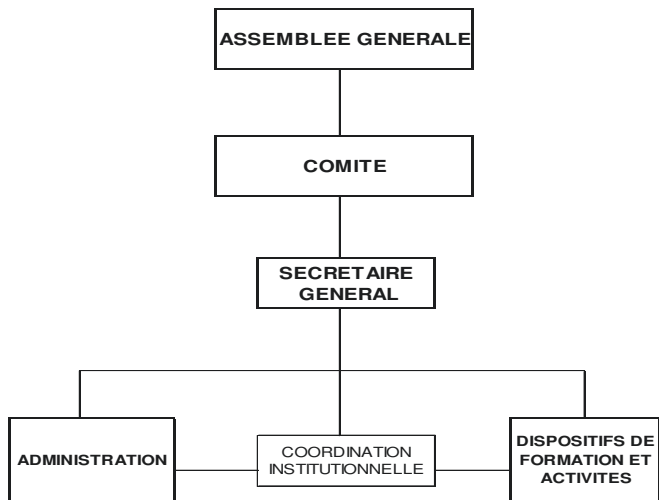 ASSEMBLEE GENERALE
COMITE
SECRETAIRE
GENERAL
ADMINISTRATION
COORDINATION
INSTITUTIONNELLE
DISPOSITIFS DE
FORMATION ET
ACTIVITES